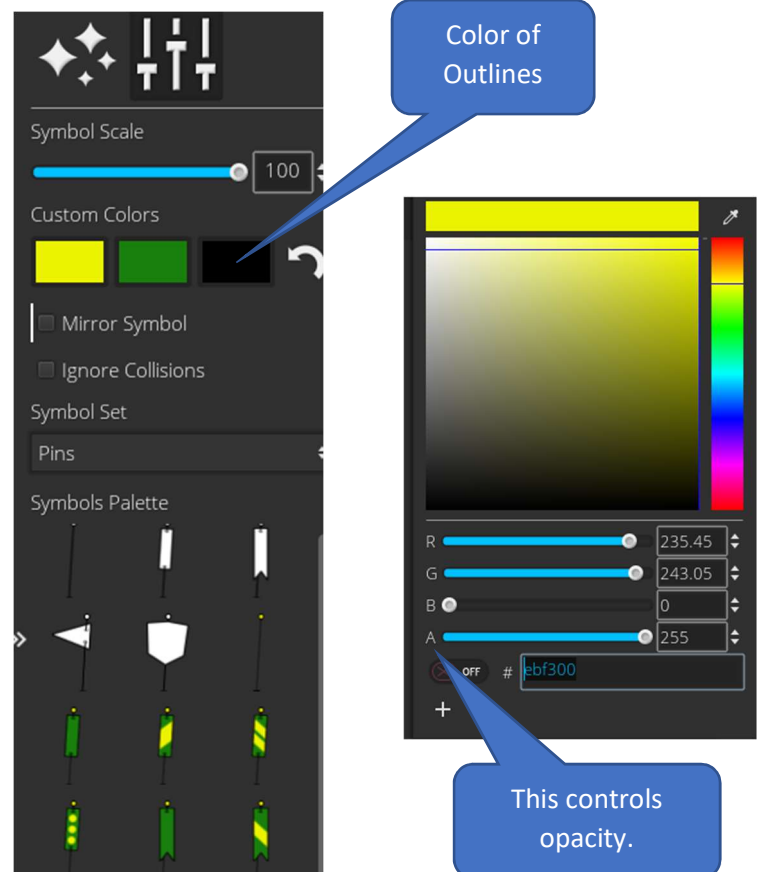 Color of
Outlines
Symbol Scale
100
Custom Colors
Mirror Symbol
Ignore Collisions
Symbol Set
Pins
Symbols Palette
R 235.45
G 243.05
B 0
A 255
OFF # ebf300
+
This controls
opacity.